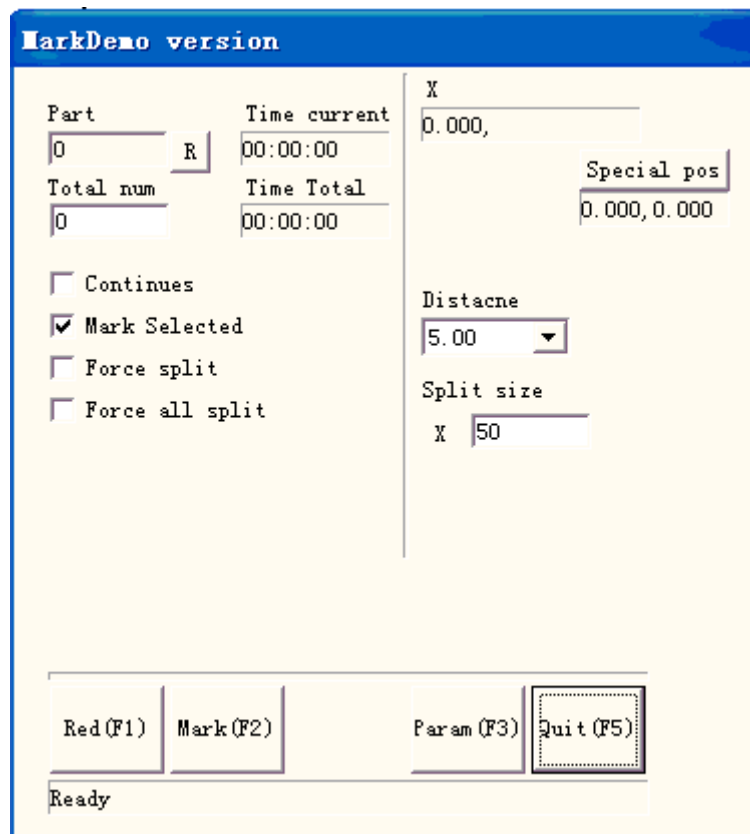 MarkDemo version
Part
Time current
0
R
00:00:00
Total num
Time Total
0
00:00:00
Continues
Mark Selected
Force split
Force all split
X
0.000,
Special pos
0.000,0.000
Distacne
5.00
Split size
X 50
Red(F1)
Mark(F2)
Param(F3)
Quit(F5)
Ready